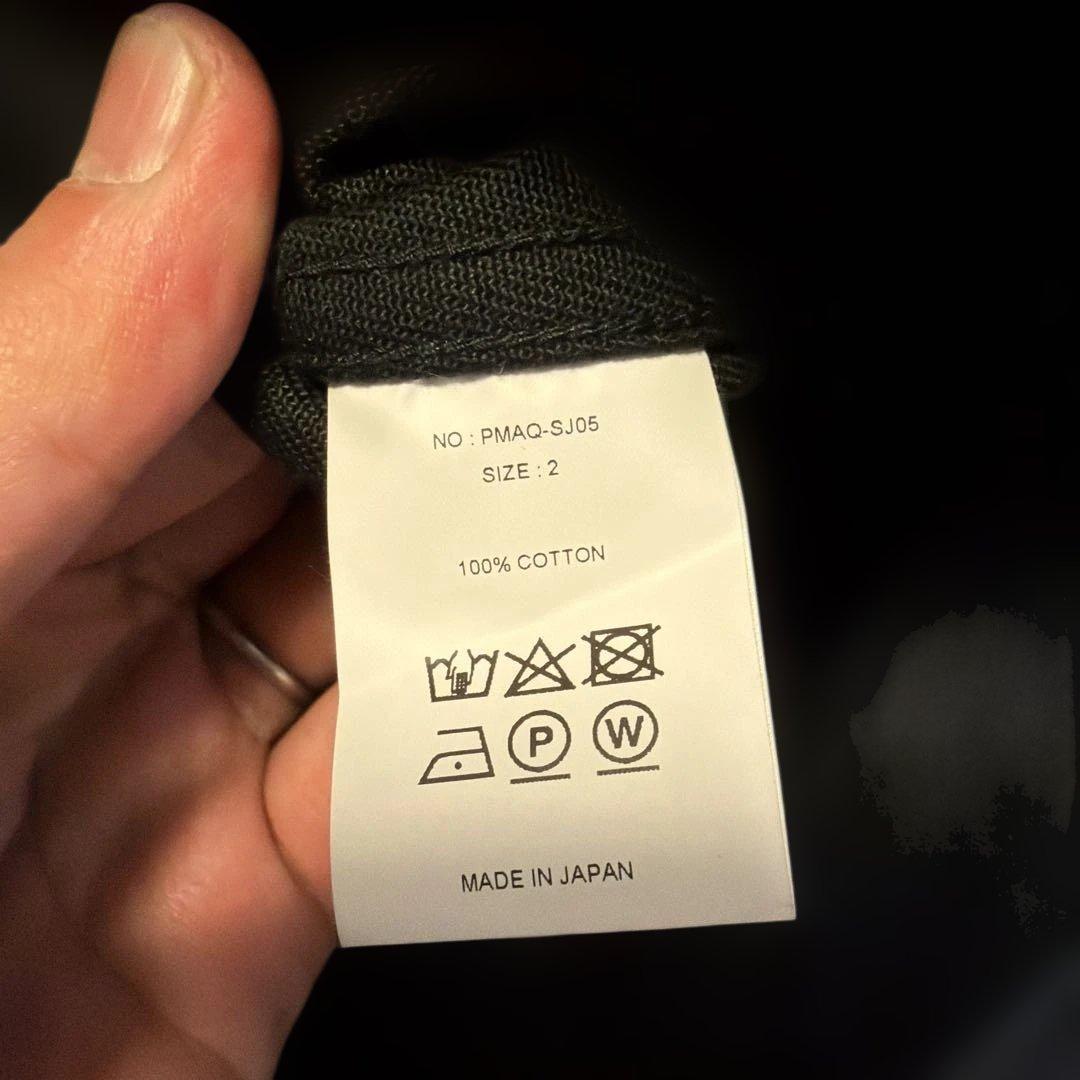 NO : PMAQ-SJ05
SIZE : 2
100% COTTON
P W
MADE IN JAPAN